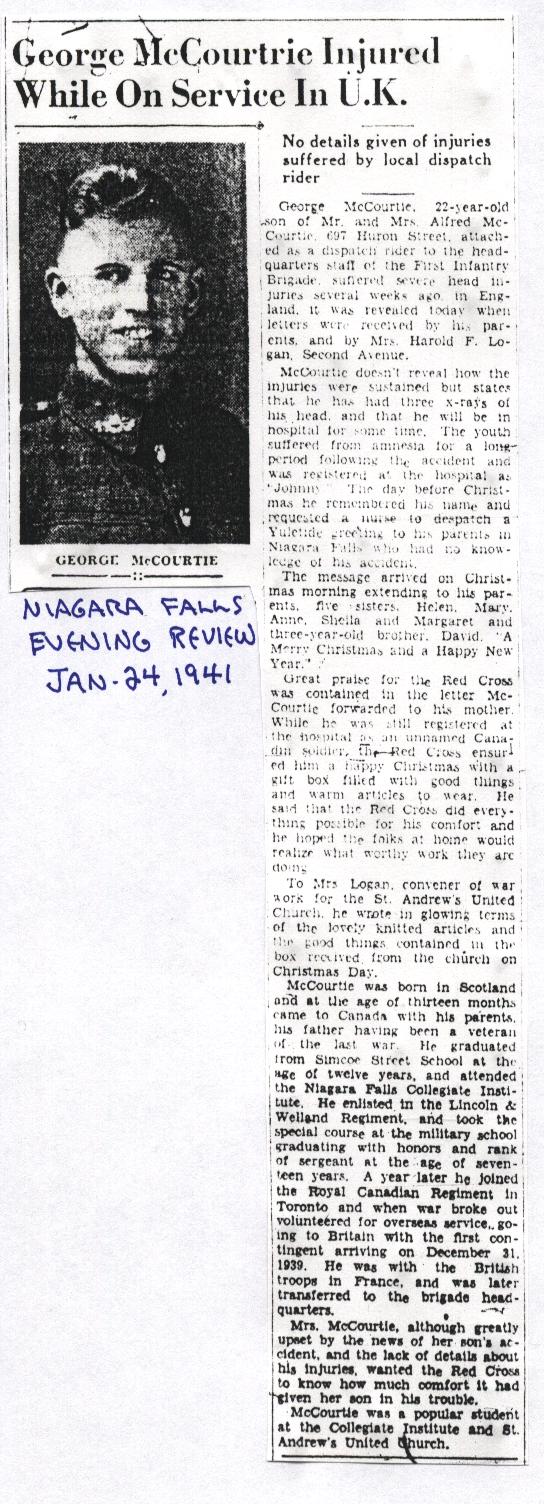 George McCourtrie Injured
While On Service In U.K.
No details given of injuries
suffered by local dispatch
rider
George McCourtie, 22-year-old
son of Mr. and Mrs. Alfred Mc-
Courtie, 697 Huron Street, attach-
ed as a dispatch rider to the head-
quarters staff of the First Infantry
Brigade, suffered severe head in-
juries several weeks ago, in Eng-
land, it was revealed today when
letters were received by his par-
ents, and by Mrs. Harold F. Lo-
gan, Second Avenue.
McCourtie doesn't reveal how the
injuries were sustained but states
that he has had three x-rays of
his head, and that he will be in
hospital for some time. The youth
suffered from amnesia for a long
period following the accident and
was registered at the hospital as
"Johnny." The day before Christ-
mas he remembered his name and
requested a nurse to despatch a
Yuletide greeting to his parents in
Niagara Falls who had no know-
ledge of his accident.
The message arrived on Christ-
mas morning extending to his par-
ents, five sisters, Helen, Mary,
Anne, Sheila and Margaret and
three-year-old brother, David, "A
Merry Christmas and a Happy New
Year."
Great praise for the Red Cross
was contained in the letter Mc-
Courtie forwarded to his mother.
While he was still registered at
the hospital as an unnamed Cana-
din soldier, the Red Cross ensur-
ed him a happy Christmas with a
gift box filled with good things
and warm articles to wear. He
said that the Red Cross did every-
thing possible for his comfort and
he hoped the folks at home would
realize what worthy work they are
doing
To Mrs Logan, convener of war
work for the St. Andrew's United
Church, he wrote in glowing terms
of the lovely knitted articles and
the good things contained in the
box received from the church on
Christmas Day.
McCourtie was born in Scotland
and at the age of thirteen months
came to Canada with his parents,
his father having been a veteran
of the last war. He graduated
from Simcoe Street School at the
age of twelve years, and attended
the Niagara Falls Collegiate Insti-
tute. He enlisted in the Lincoln &
Welland Regiment, and took the
special course at the military school
graduating with honors and rank
of sergeant at the age of seven-
teen years. A year later he joined
the Royal Canadian Regiment in
Toronto and when war broke out
volunteered for overseas service, go-
ing to Britain with the first con-
tingent arriving on December 31,
1939. He was with the British
troops in France, and was later
transferred to the brigade head-
quarters.
Mrs. McCourtie, although greatly
upset by the news of her son's ac-
cident, and the lack of details about
his injuries, wanted the Red Cross
to know how much comfort it had
given her son in his trouble.
McCourtie was a popular student
at the Collegiate Institute and St.
Andrew's United Church.
GEORGE McCOURTIE
NIAGARA FALLS
EVENING REVIEW
JAN-24, 1941